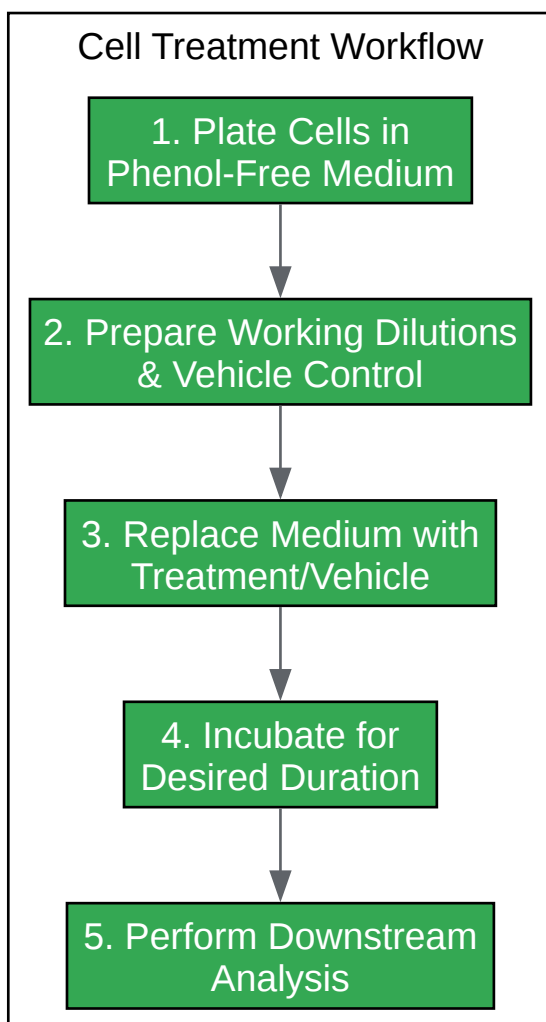 Cell Treatment Workflow
1. Plate Cells in
Phenol-Free Medium
2. Prepare Working Dilutions
& Vehicle Control
3. Replace Medium with
Treatment/Vehicle
4. Incubate for
Desired Duration
5. Perform Downstream
Analysis